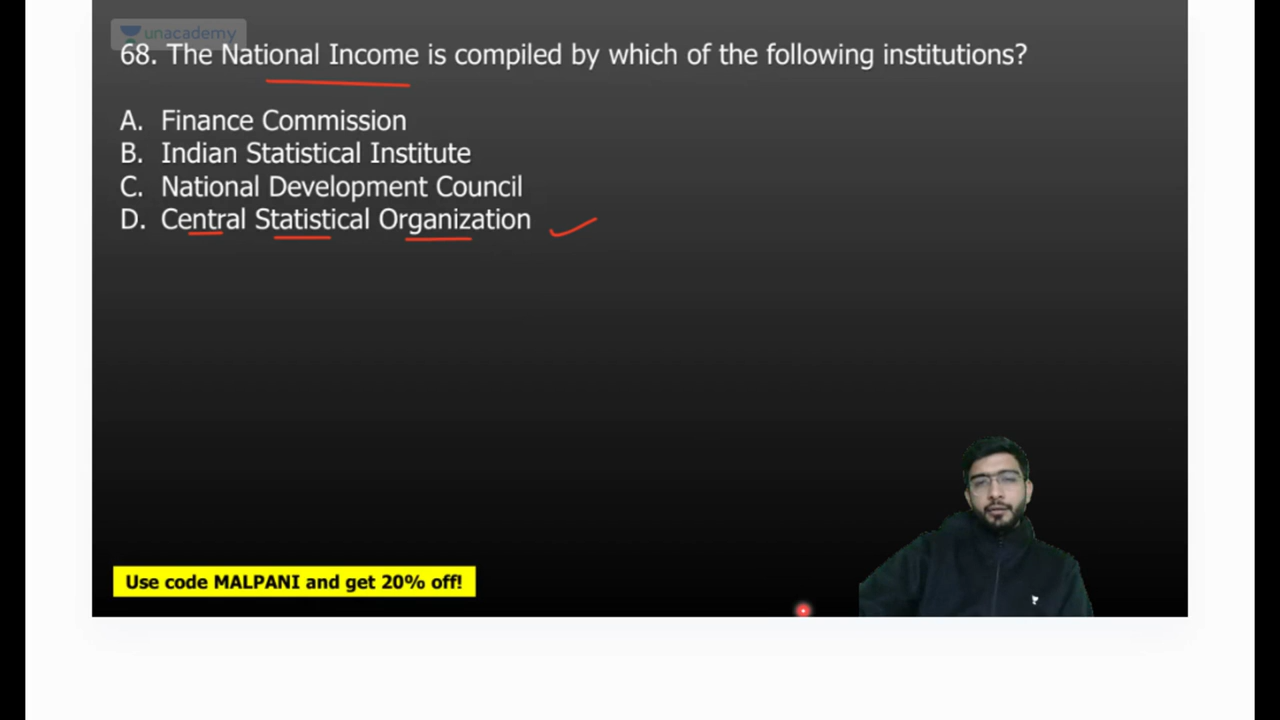 unacademy
68. The National Income is compiled by which of the following institutions?
A. Finance Commission
B. Indian Statistical Institute
C. National Development Council
D. Central Statistical Organization
Use code MALPANI and get 20% off!